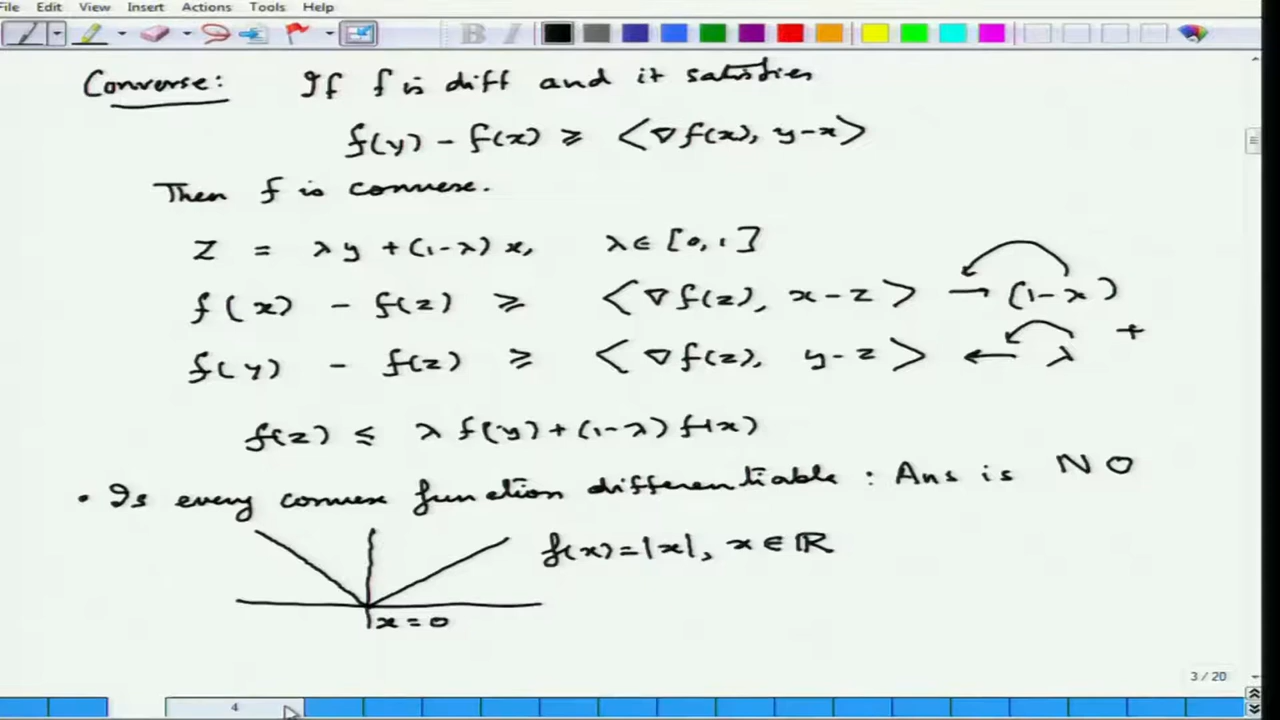 File Edit View Insert Actions Tools Help
B I
Converse: If f is diff and it satisfies
f(y) - f(x) ≥ <∇f(x), y-x>
Then f is convex.
Z = λy + (1-λ)x, λ∈[0,1]
f(x) - f(z) ≥ <∇f(z), x-z> → (1-λ)
+
f(y) - f(z) ≥ <∇f(z), y-z> ← λ
f(z) ≤ λf(y)+(1-λ)f(x)
• Is every convex function differentiable : Ans is NO
f(x)=|x|, x∈ℝ
x=0
3 / 20
4